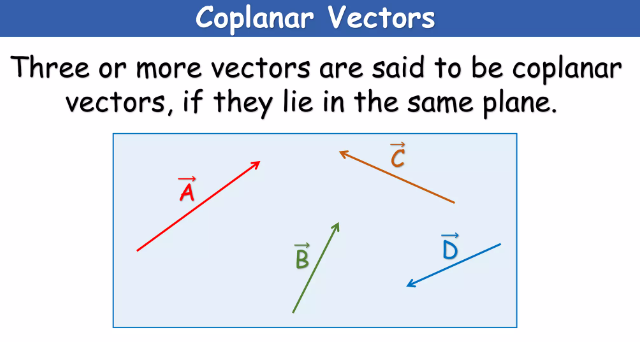 Coplanar Vectors
Three or more vectors are said to be coplanar
vectors, if they lie in the same plane.
A⃗
C⃗
B⃗
D⃗